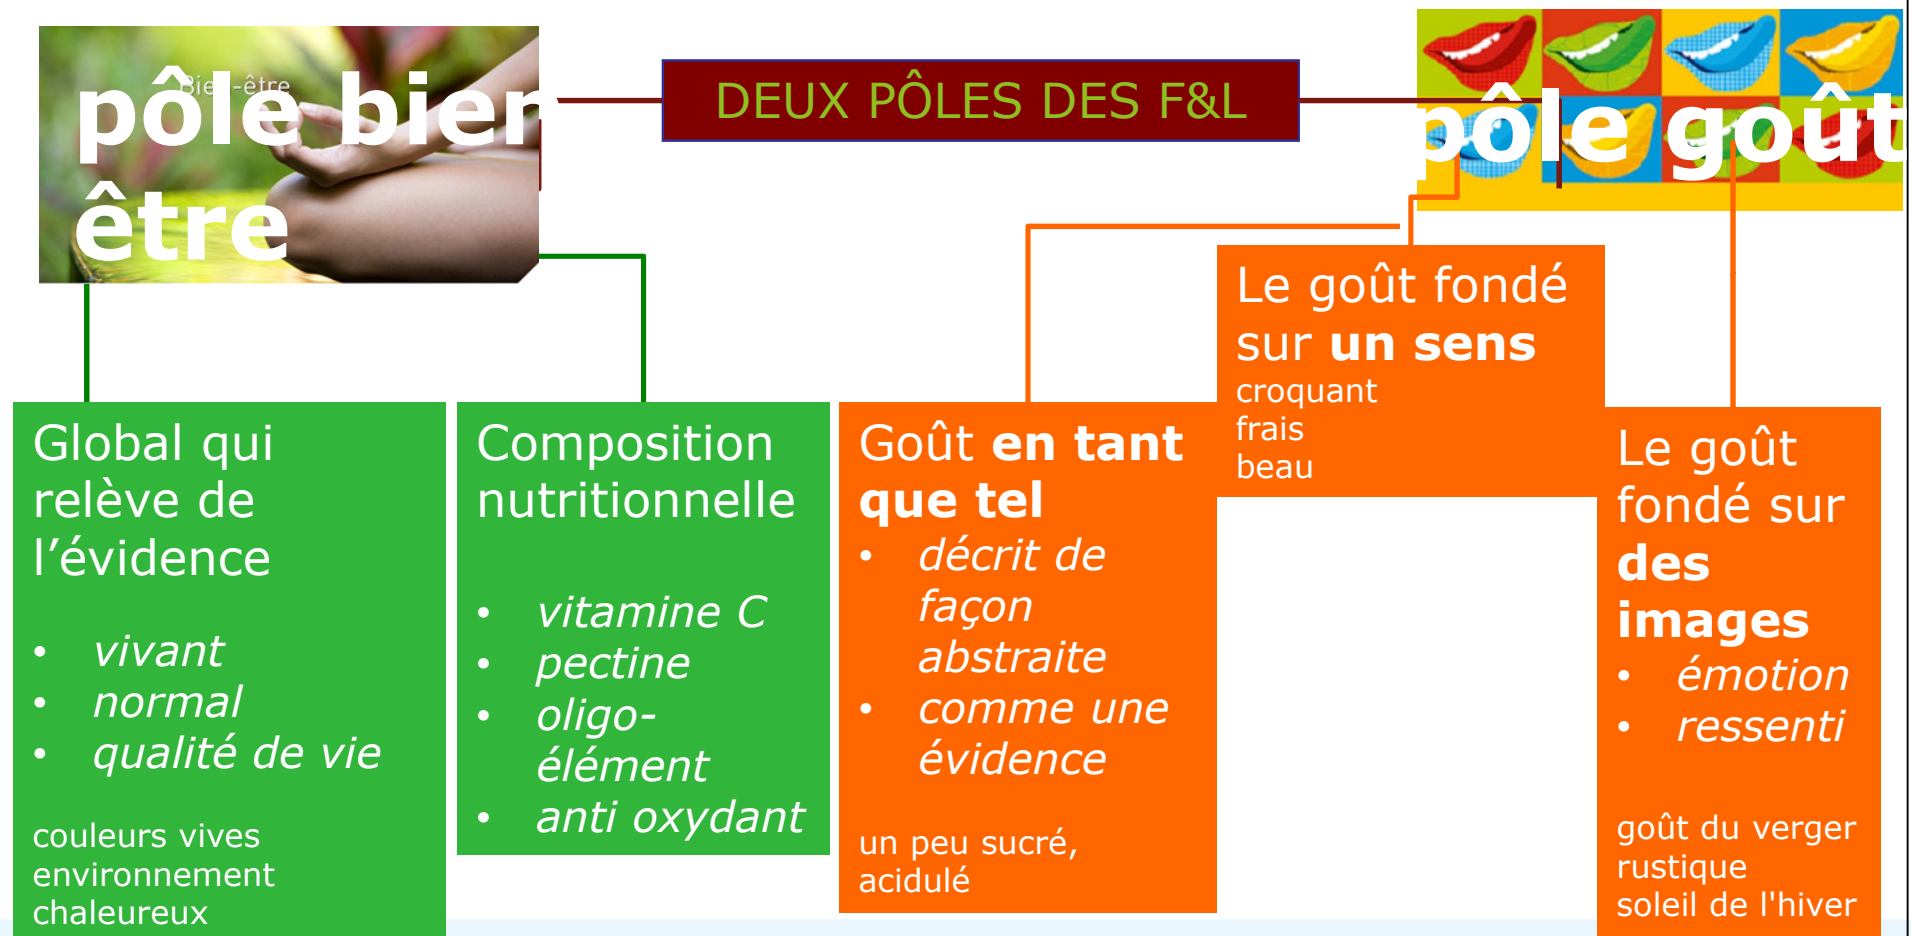 DEUX PÔLES DES F&L
Bien-être
pôle bien
être
pôle goût
Global qui
relève de
l’évidence
• vivant
• normal
• qualité de vie
couleurs vives
environnement
chaleureux
Composition
nutritionnelle
• vitamine C
• pectine
• oligo-
élément
• anti oxydant
Goût en tant
que tel
• décrit de
façon
abstraite
• comme une
évidence
un peu sucré,
acidulé
Le goût fondé
sur un sens
croquant
frais
beau
Le goût
fondé sur
des
images
• émotion
• ressenti
goût du verger
rustique
soleil de l'hiver